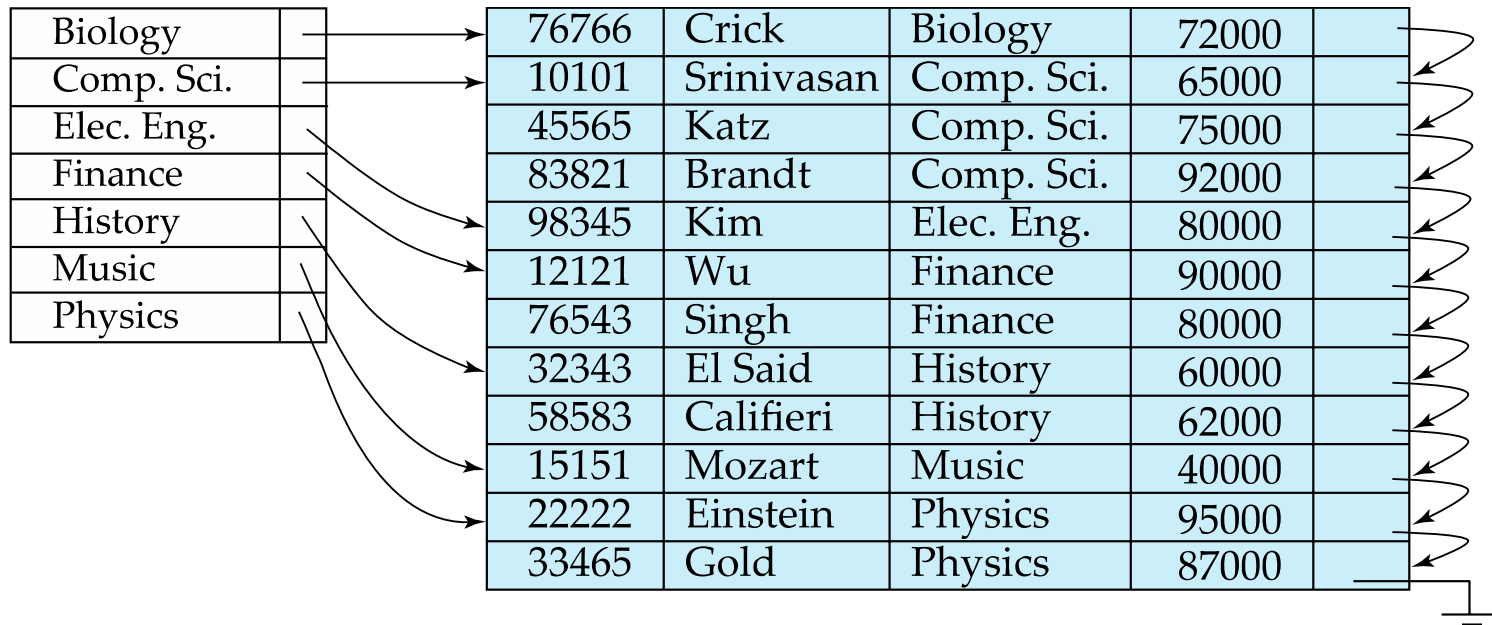 Biology
Comp. Sci.
Elec. Eng.
Finance
History
Music
Physics
76766 Crick Biology 72000
10101 Srinivasan Comp. Sci. 65000
45565 Katz Comp. Sci. 75000
83821 Brandt Comp. Sci. 92000
98345 Kim Elec. Eng. 80000
12121 Wu Finance 90000
76543 Singh Finance 80000
32343 El Said History 60000
58583 Califieri History 62000
15151 Mozart Music 40000
22222 Einstein Physics 95000
33465 Gold Physics 87000